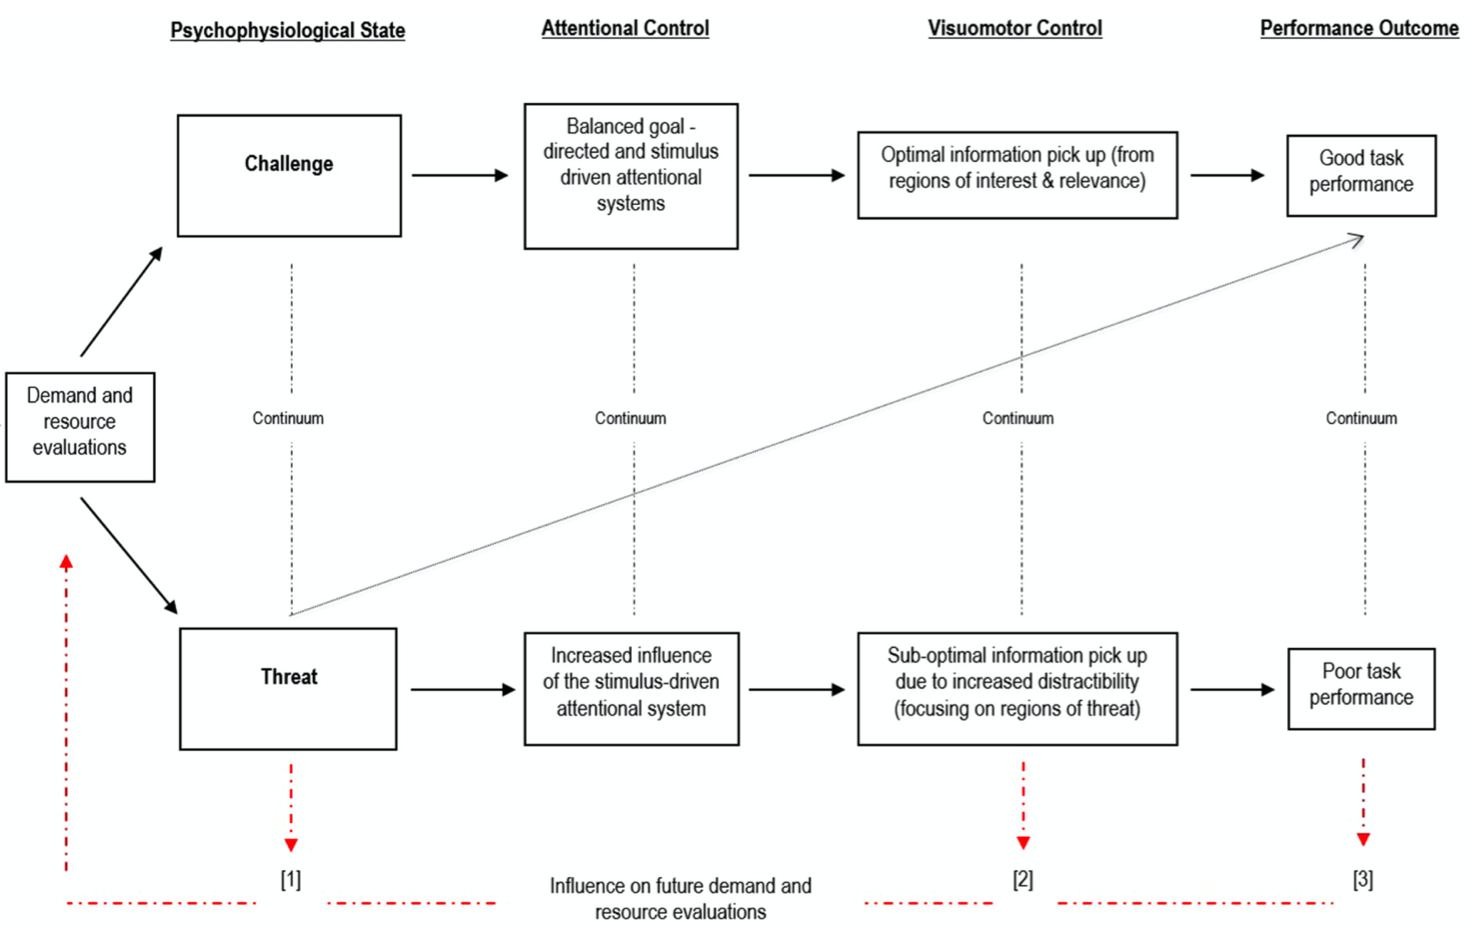 Psychophysiological State
Attentional Control
Visuomotor Control
Performance Outcome
Challenge
Balanced goal -
directed and stimulus
driven attentional
systems
Optimal information pick up (from
regions of interest & relevance)
Good task
performance
Demand and
resource
evaluations
Continuum
Continuum
Continuum
Continuum
Threat
Increased influence
of the stimulus-driven
attentional system
Sub-optimal information pick up
due to increased distractibility
(focusing on regions of threat)
Poor task
performance
[1]
Influence on future demand and
resource evaluations
[2]
[3]